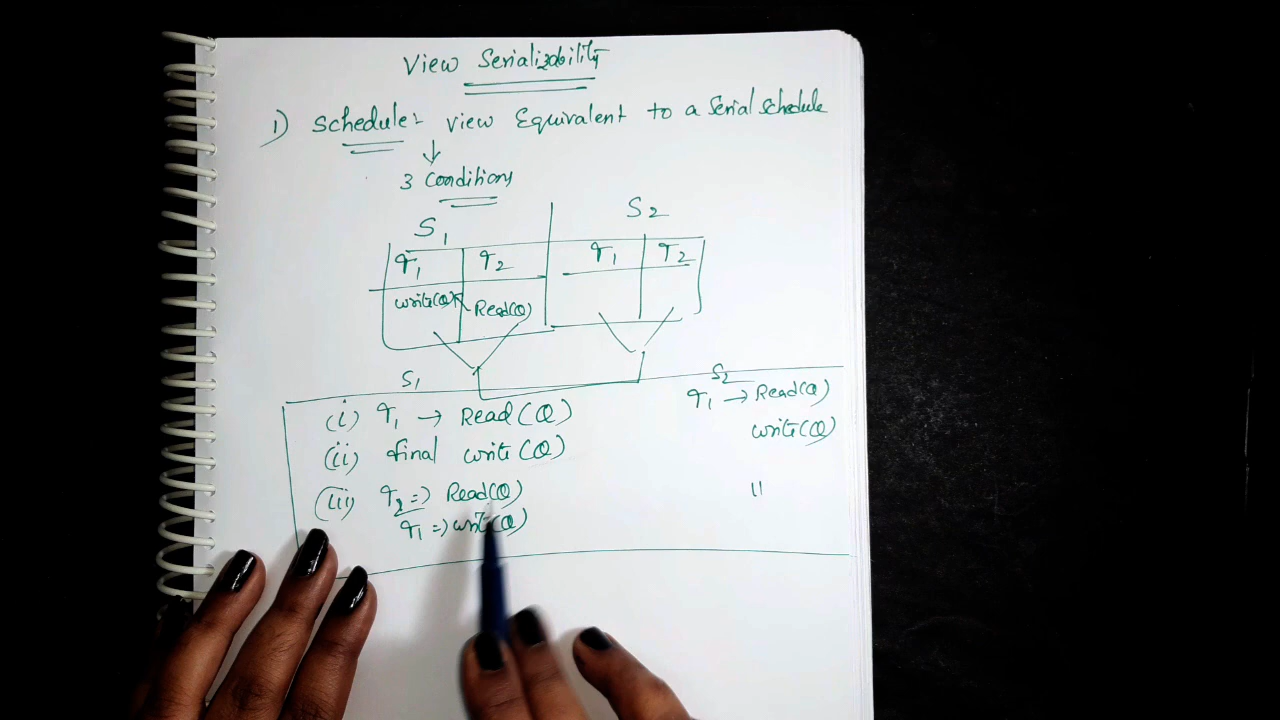 View Serializability
1) Schedule:- View Equivalent to a Serial Schedule
↓
3 Conditions
S1 S2
T1 T2 T1 T2
write(Q) Read(Q)
S1 S2
(i) T1 → Read(Q) T1 → Read(Q)
(ii) final write(Q) write(Q)
(iii) T2 => Read(Q) "
T1 => write(Q)